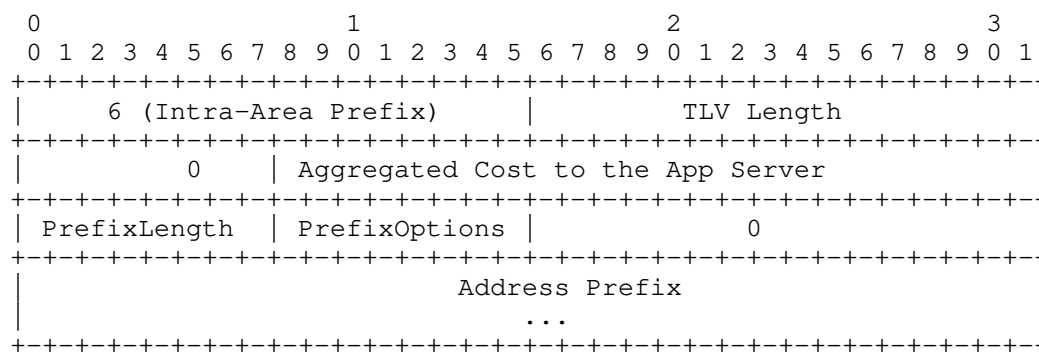 0                   1                   2                   3
 0 1 2 3 4 5 6 7 8 9 0 1 2 3 4 5 6 7 8 9 0 1 2 3 4 5 6 7 8 9 0 1
+-+-+-+-+-+-+-+-+-+-+-+-+-+-+-+-+-+-+-+-+-+-+-+-+-+-+-+-+-+-+-+-
|     6 (Intra-Area Prefix)     |         TLV Length
+-+-+-+-+-+-+-+-+-+-+-+-+-+-+-+-+-+-+-+-+-+-+-+-+-+-+-+-+-+-+-+-
|          0    | Aggregated Cost to the App Server
+-+-+-+-+-+-+-+-+-+-+-+-+-+-+-+-+-+-+-+-+-+-+-+-+-+-+-+-+-+-+-+-
| PrefixLength  | PrefixOptions |             0
+-+-+-+-+-+-+-+-+-+-+-+-+-+-+-+-+-+-+-+-+-+-+-+-+-+-+-+-+-+-+-+-
|                           Address Prefix
|                               ...
+-+-+-+-+-+-+-+-+-+-+-+-+-+-+-+-+-+-+-+-+-+-+-+-+-+-+-+-+-+-+-+-